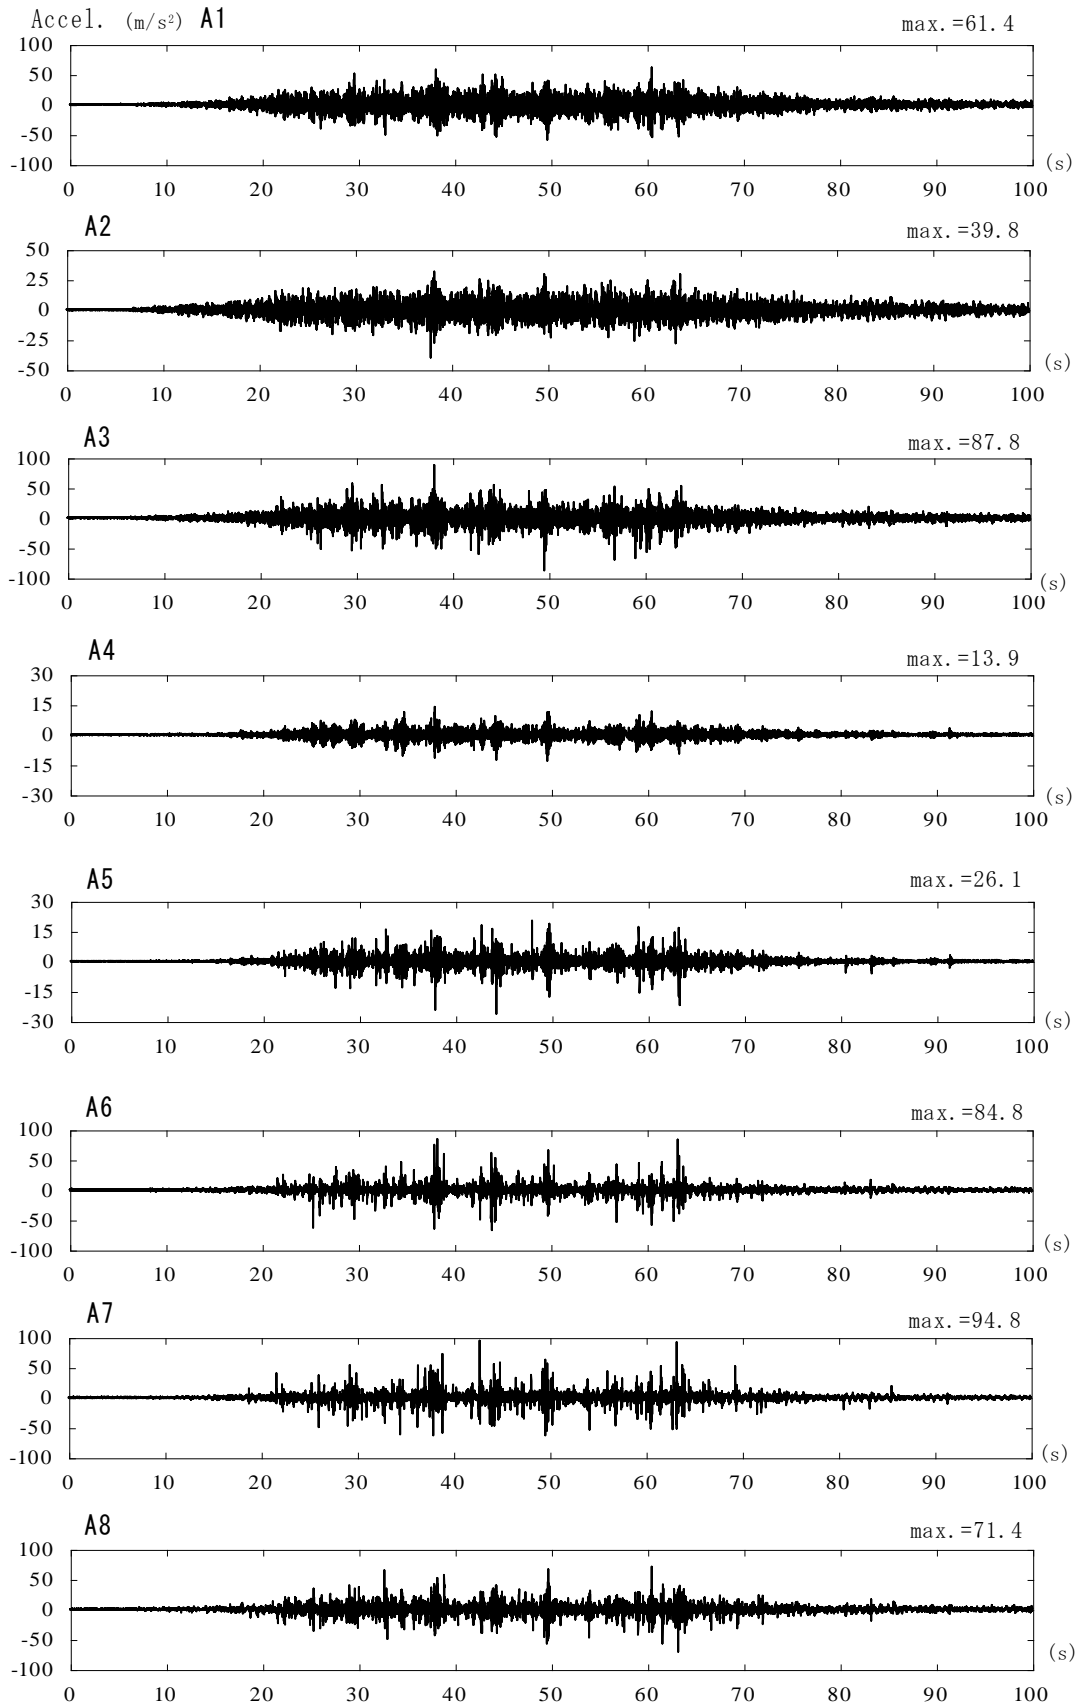 Accel. (m/s²) A1 max.=61.4
100
50
0
-50
-100
(s)
0 10 20 30 40 50 60 70 80 90 100
A2 max.=39.8
50
25
0
-25
-50
(s)
0 10 20 30 40 50 60 70 80 90 100
A3 max.=87.8
100
50
0
-50
-100
(s)
0 10 20 30 40 50 60 70 80 90 100
A4 max.=13.9
30
15
0
-15
-30
(s)
0 10 20 30 40 50 60 70 80 90 100
A5 max.=26.1
30
15
0
-15
-30
(s)
0 10 20 30 40 50 60 70 80 90 100
A6 max.=84.8
100
50
0
-50
-100
(s)
0 10 20 30 40 50 60 70 80 90 100
A7 max.=94.8
100
50
0
-50
-100
(s)
0 10 20 30 40 50 60 70 80 90 100
A8 max.=71.4
100
50
0
-50
-100
(s)
0 10 20 30 40 50 60 70 80 90 100